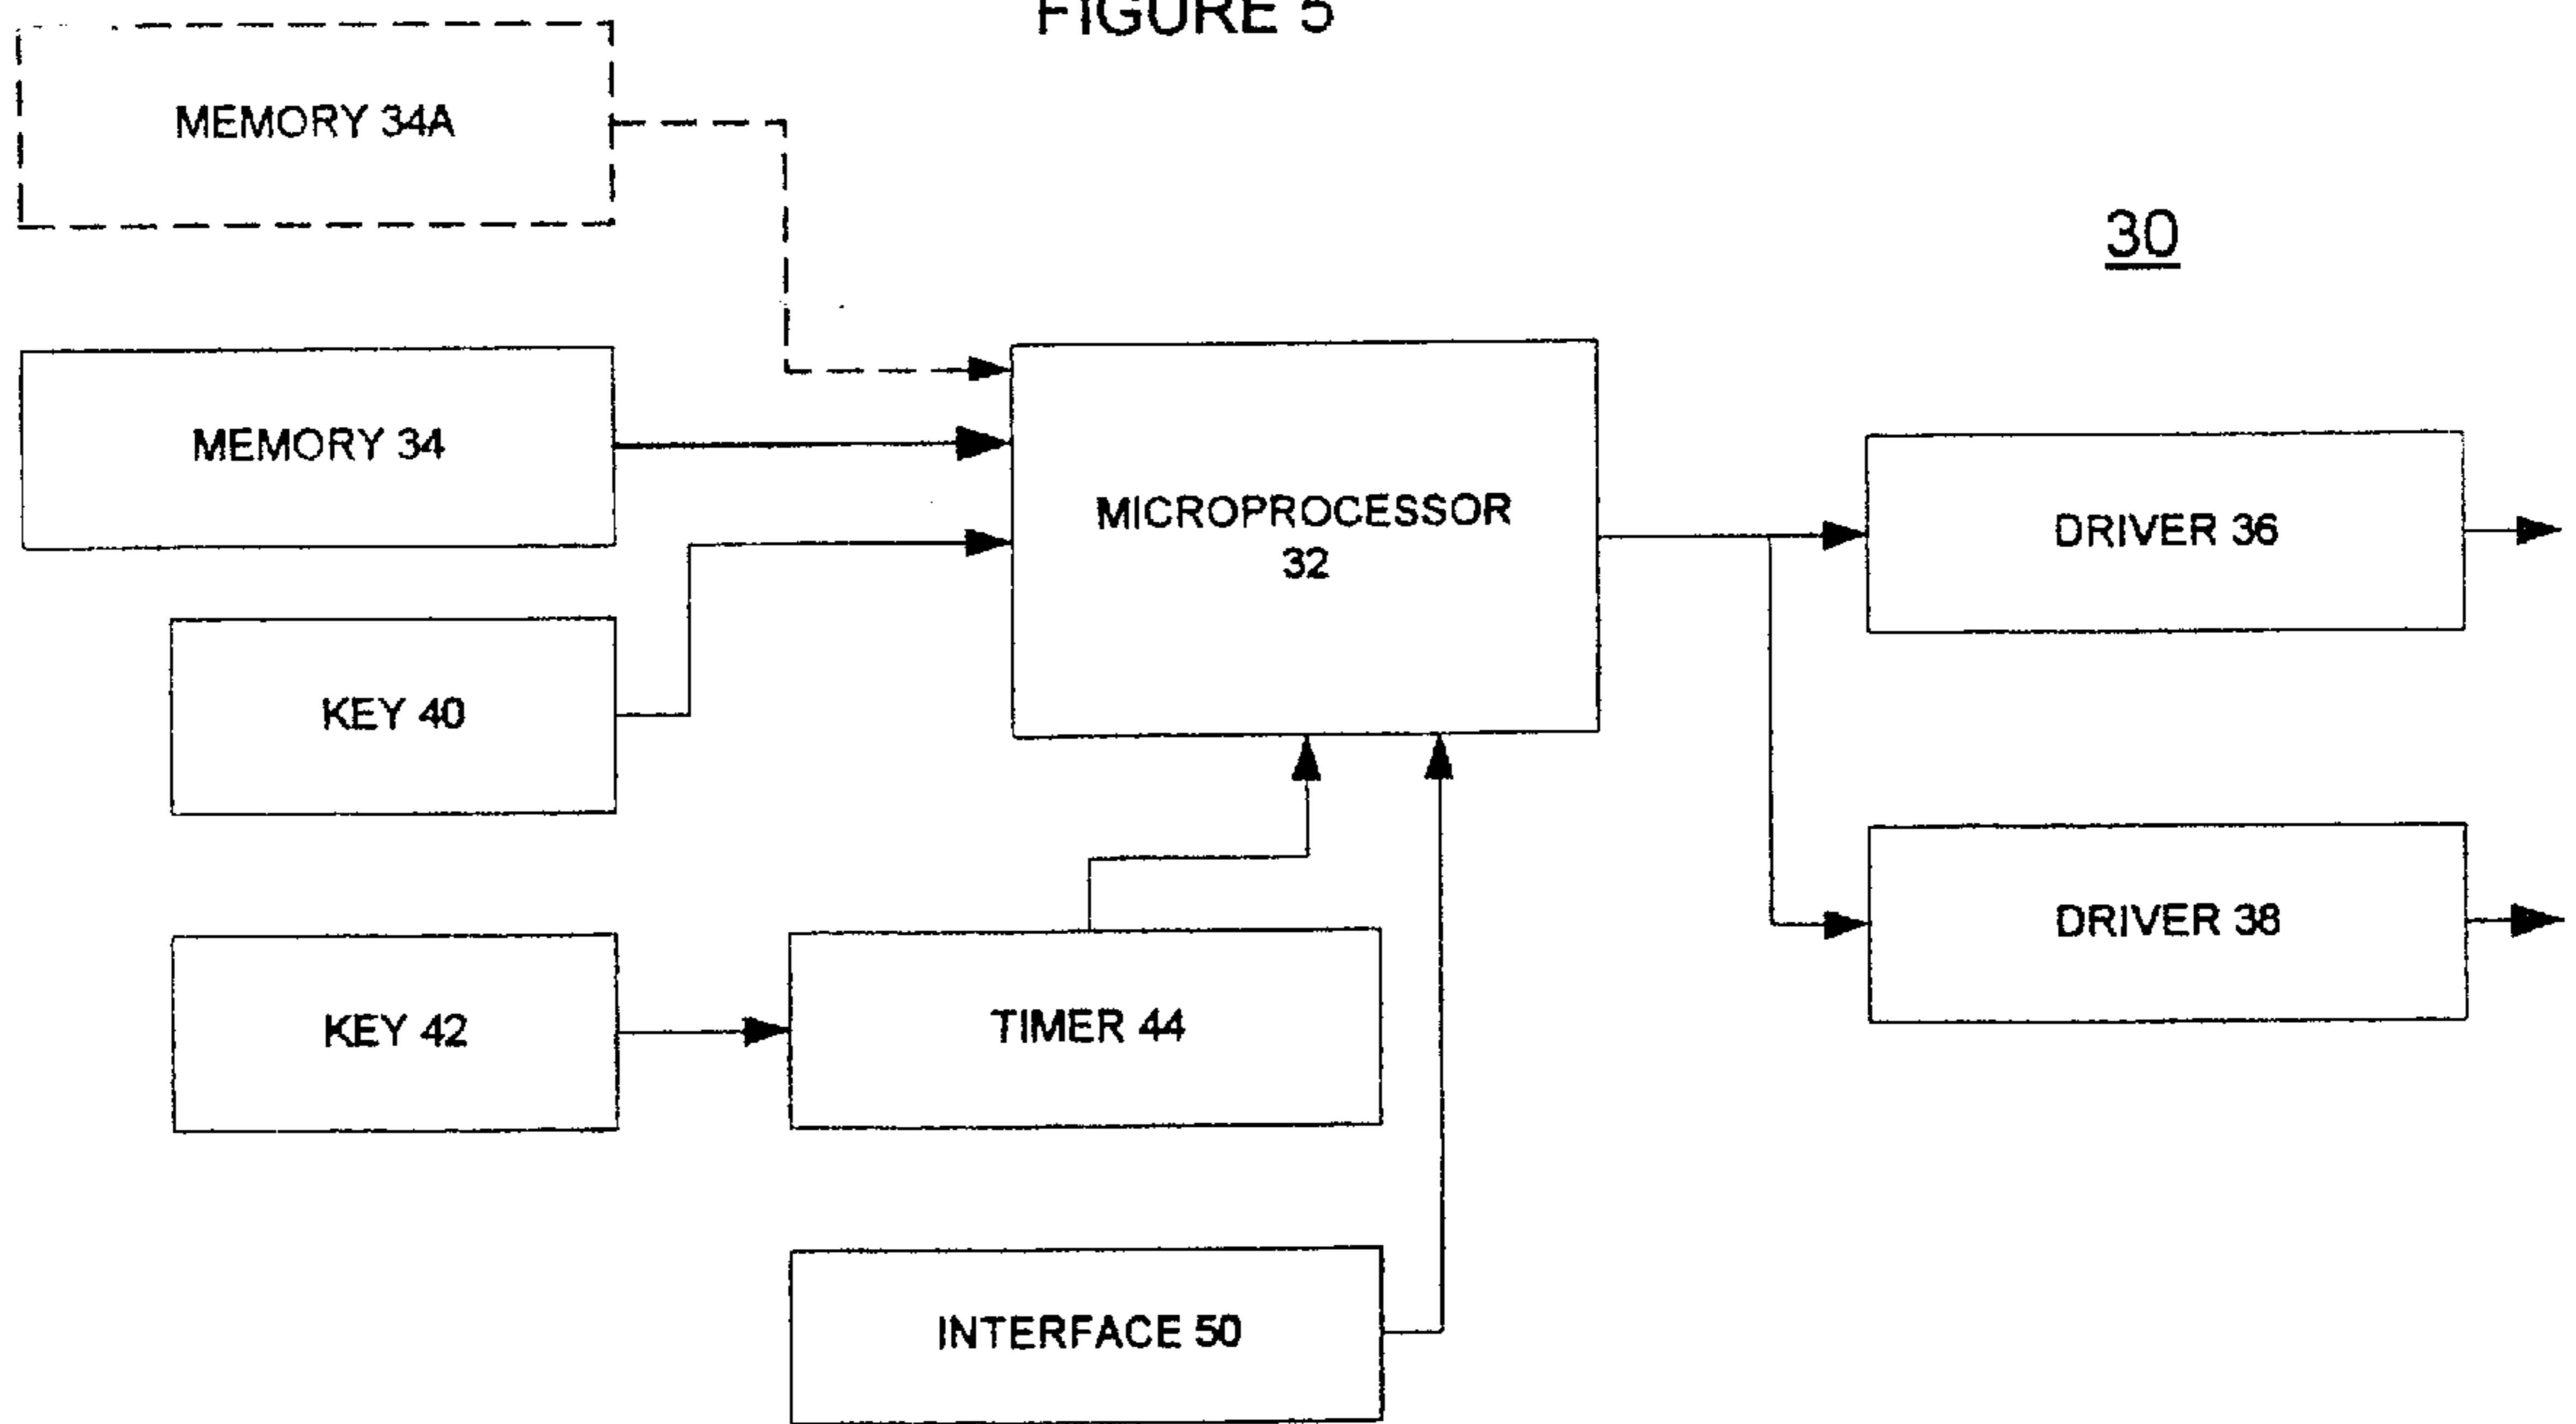 FIGURE 5
MEMORY 34A
30
MEMORY 34
MICROPROCESSOR
32
DRIVER 36
KEY 40
DRIVER 38
KEY 42
TIMER 44
INTERFACE 50